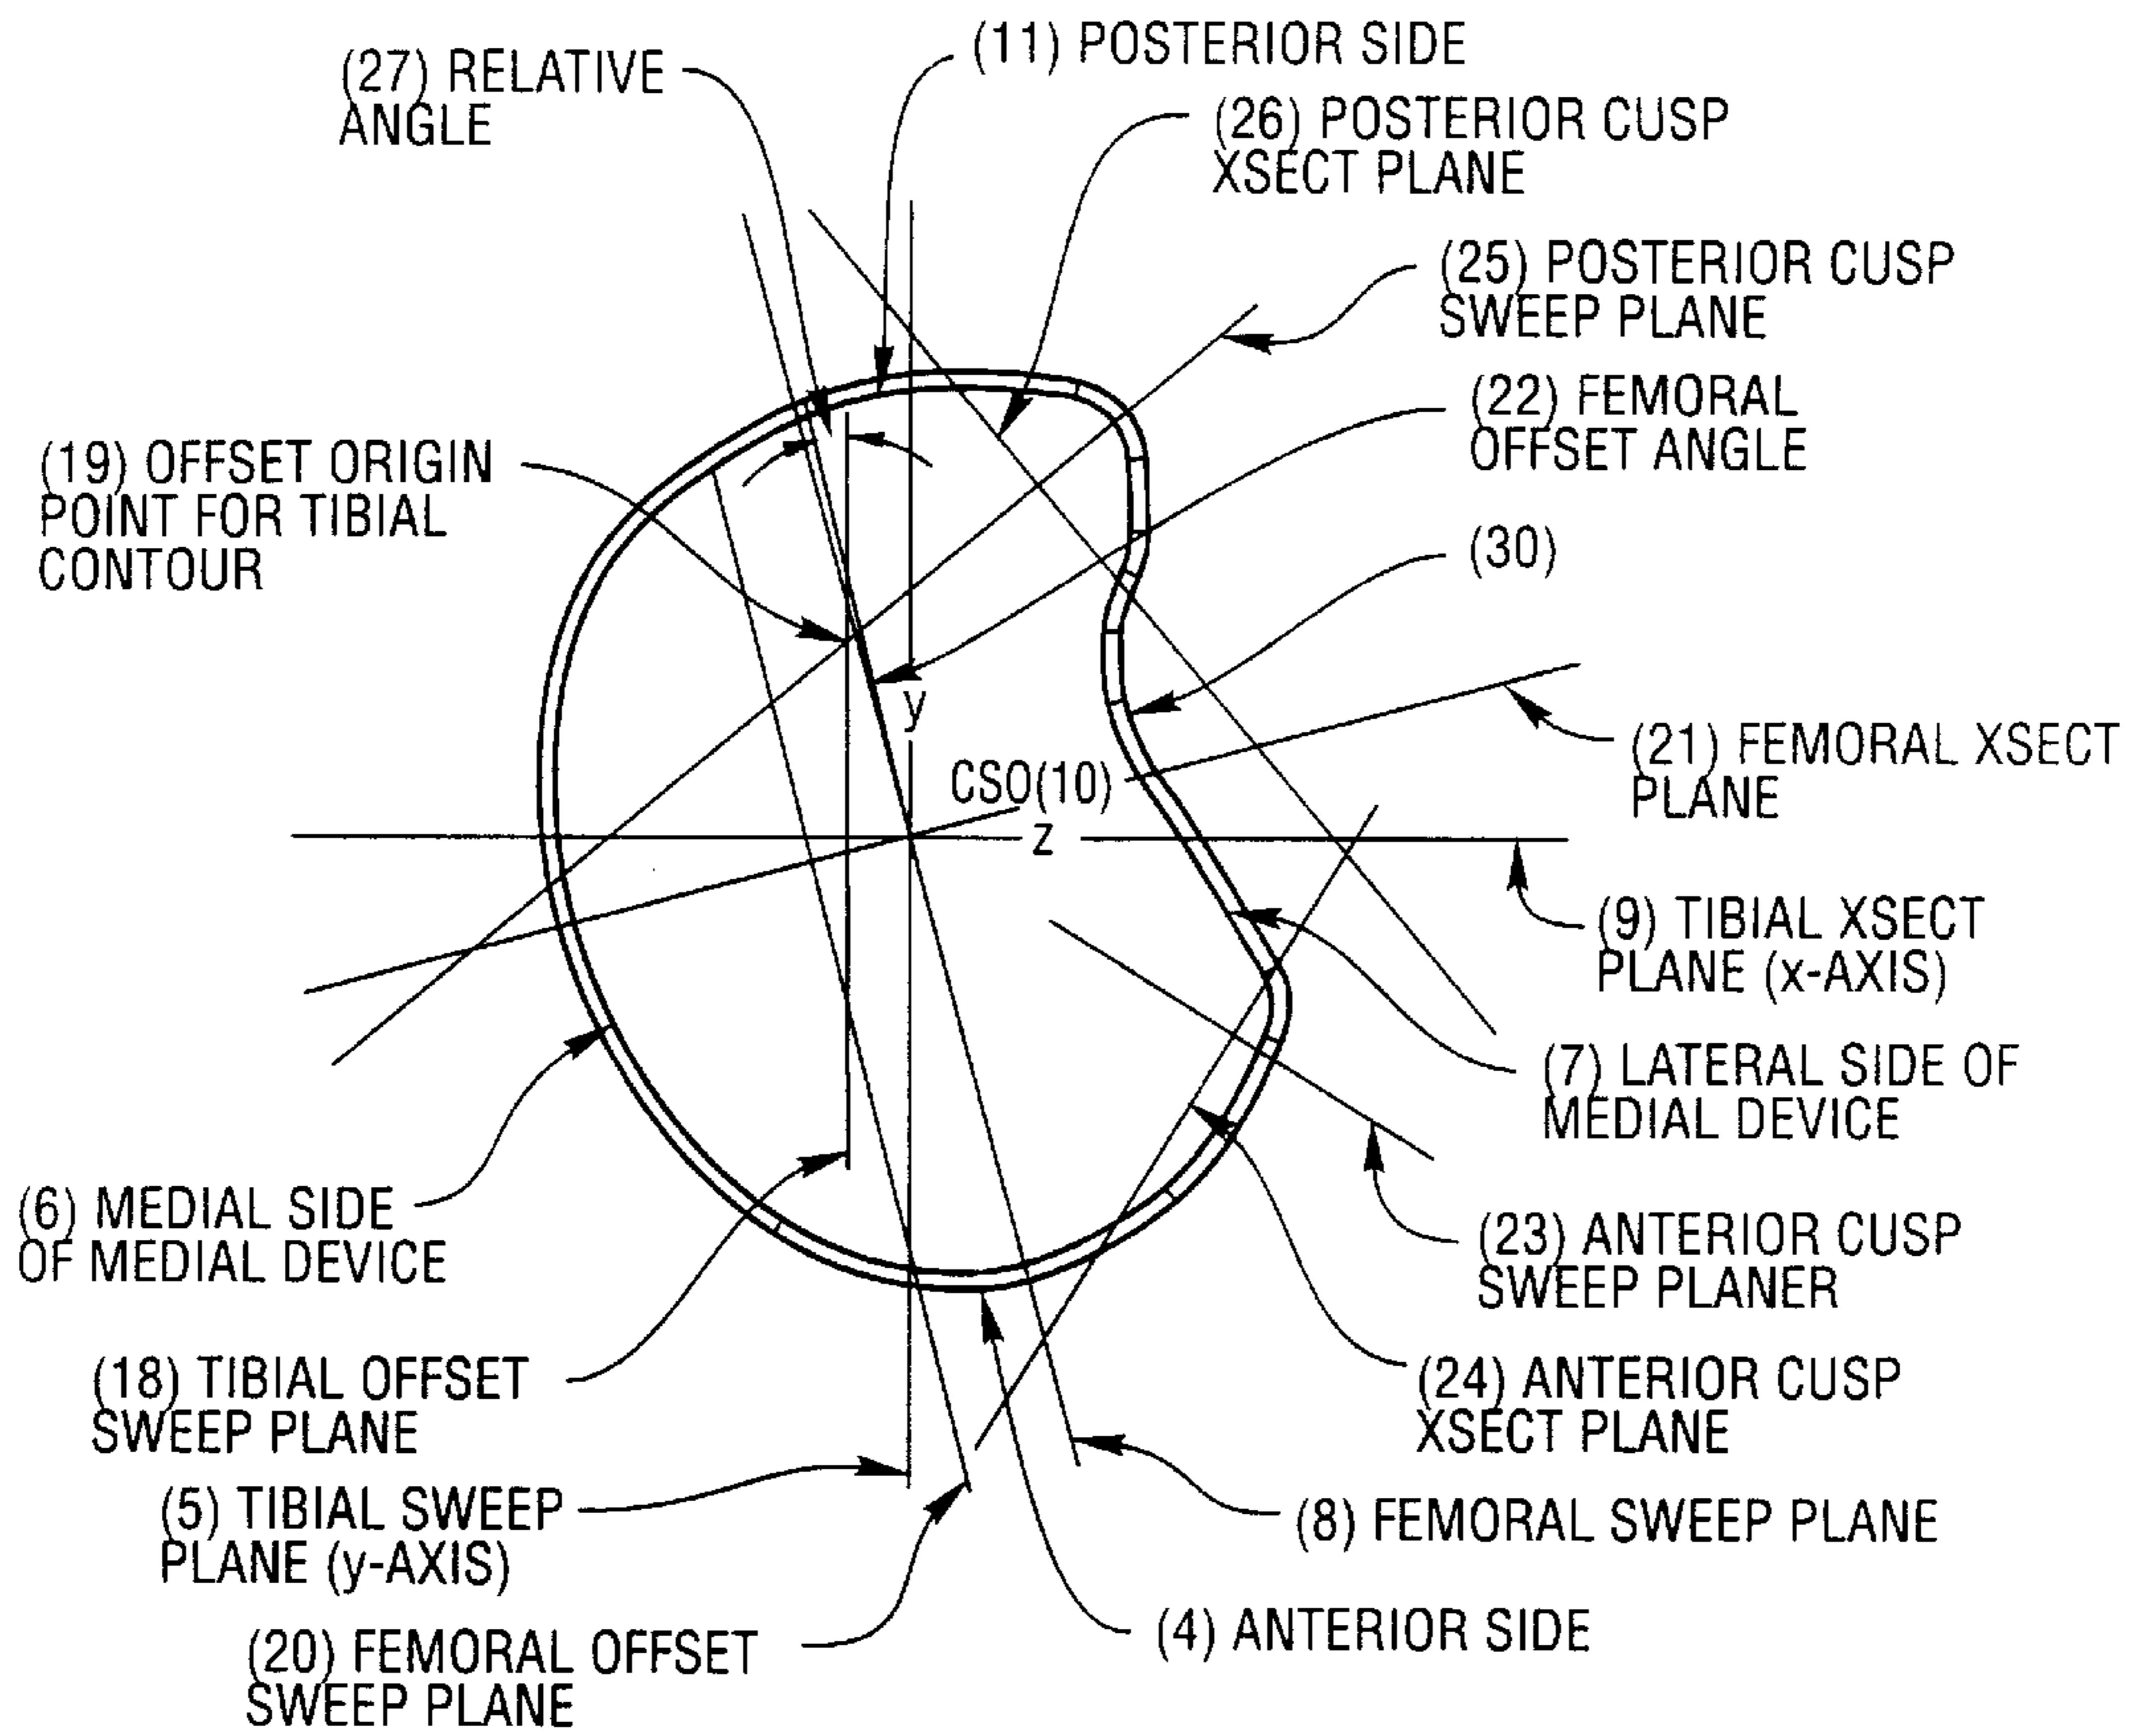 (11) POSTERIOR SIDE
(27) RELATIVE
ANGLE
(26) POSTERIOR CUSP
XSECT PLANE
(25) POSTERIOR CUSP
SWEEP PLANE
(22) FEMORAL
OFFSET ANGLE
(19) OFFSET ORIGIN
POINT FOR TIBIAL
CONTOUR
(30)
y
(21) FEMORAL XSECT
PLANE
CSO(10)
z
(9) TIBIAL XSECT
PLANE (x-AXIS)
(7) LATERAL SIDE OF
MEDIAL DEVICE
(6) MEDIAL SIDE
OF MEDIAL DEVICE
(23) ANTERIOR CUSP
SWEEP PLANER
(18) TIBIAL OFFSET
SWEEP PLANE
(24) ANTERIOR CUSP
XSECT PLANE
(5) TIBIAL SWEEP
PLANE (y-AXIS)
(8) FEMORAL SWEEP PLANE
(20) FEMORAL OFFSET
SWEEP PLANE
(4) ANTERIOR SIDE